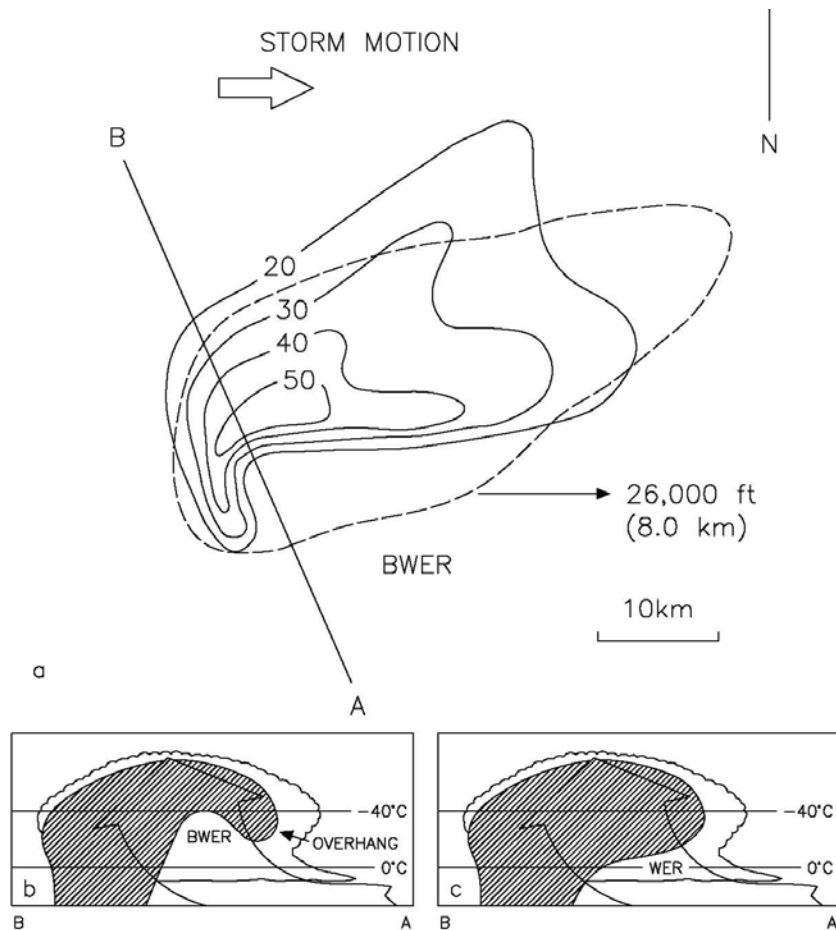 STORM MOTION
B
N
20
30
40
50
26,000 ft
(8.0 km)
BWER
10km
a
A
-40°C
BWER
OVERHANG
0°C
b
B
A
-40°C
WER
0°C
c
B
A